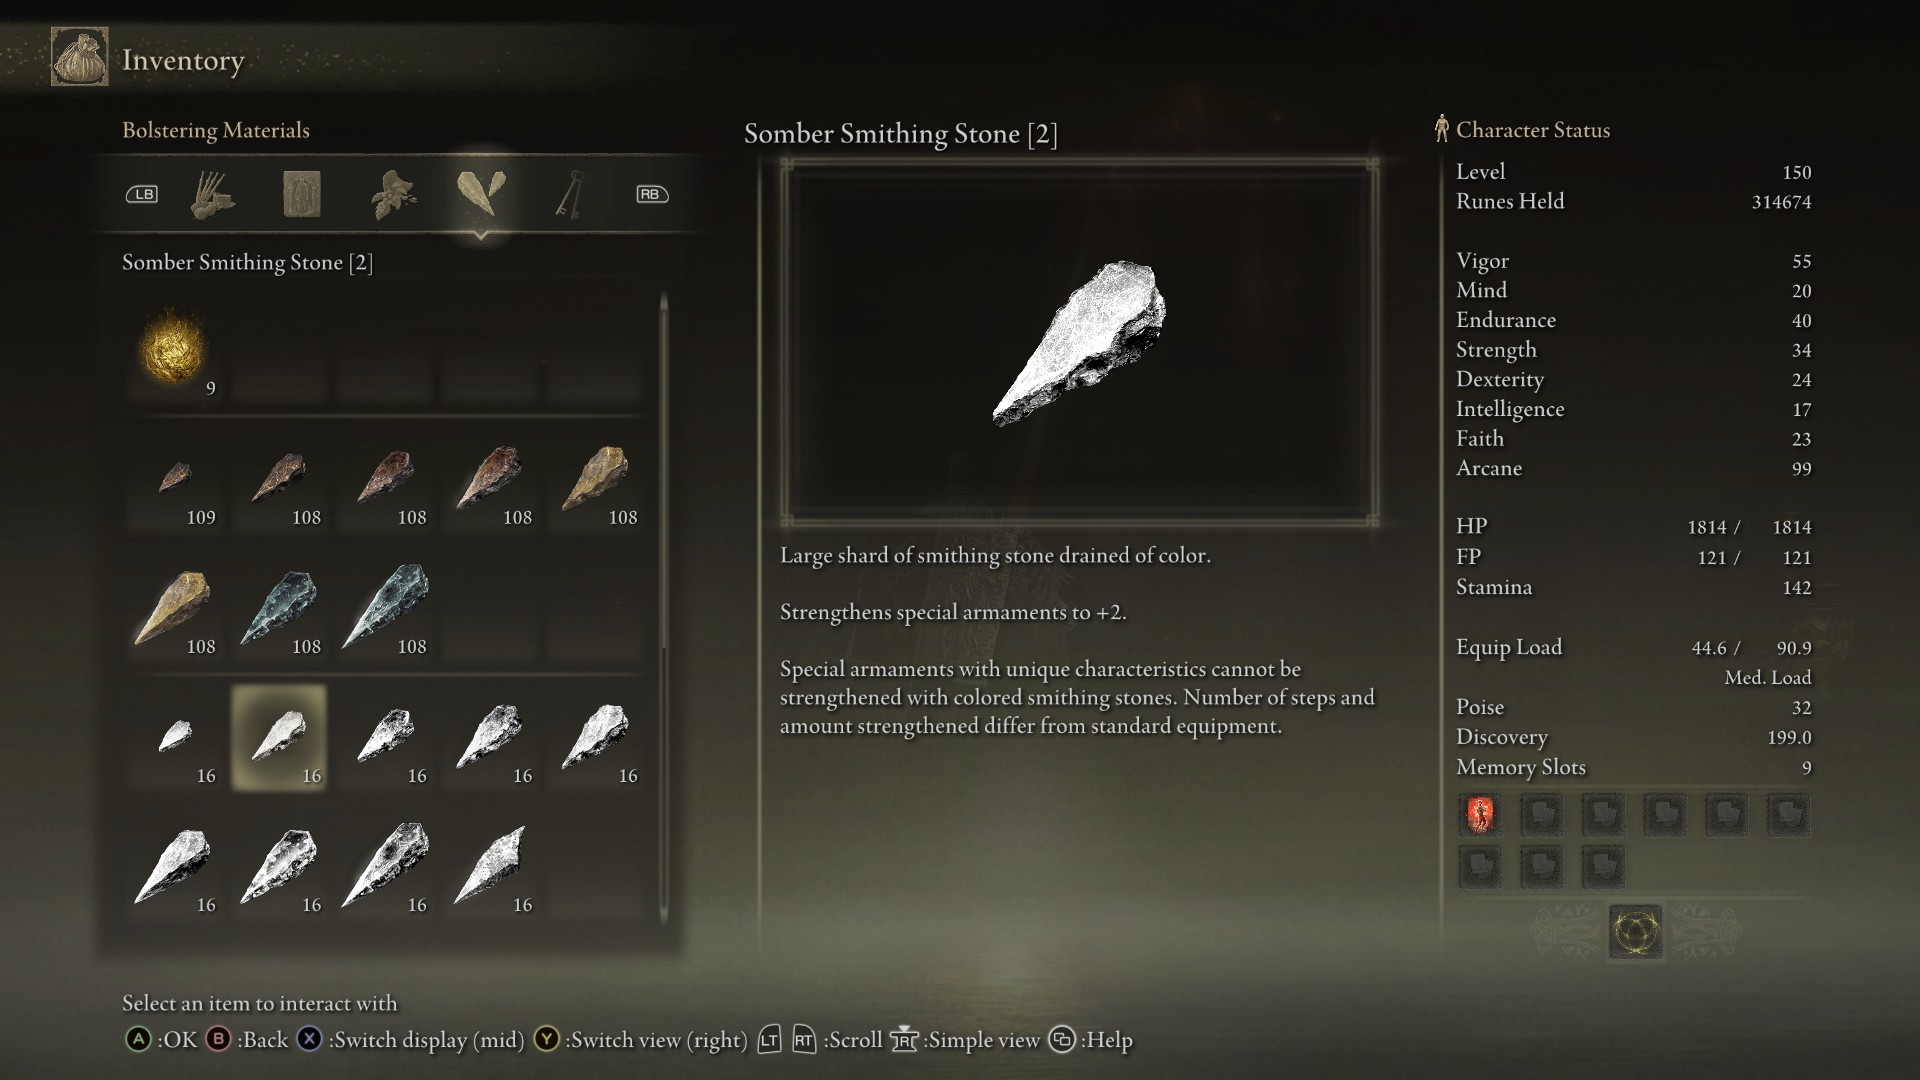 Inventory
Bolstering Materials
LB
RB
Somber Smithing Stone [2]
9
109
108
108
108
108
108
108
108
16
16
16
16
16
16
16
16
16
Somber Smithing Stone [2]
Large shard of smithing stone drained of color.
Strengthens special armaments to +2.
Special armaments with unique characteristics cannot be
strengthened with colored smithing stones. Number of steps and
amount strengthened differ from standard equipment.
Character Status
Level 150
Runes Held 314674
Vigor 55
Mind 20
Endurance 40
Strength 34
Dexterity 24
Intelligence 17
Faith 23
Arcane 99
HP 1814 / 1814
FP 121 / 121
Stamina 142
Equip Load 44.6 / 90.9
Med. Load
Poise 32
Discovery 199.0
Memory Slots 9
Select an item to interact with
A :OK B :Back X :Switch display (mid) Y :Switch view (right) LT RT :Scroll R :Simple view :Help